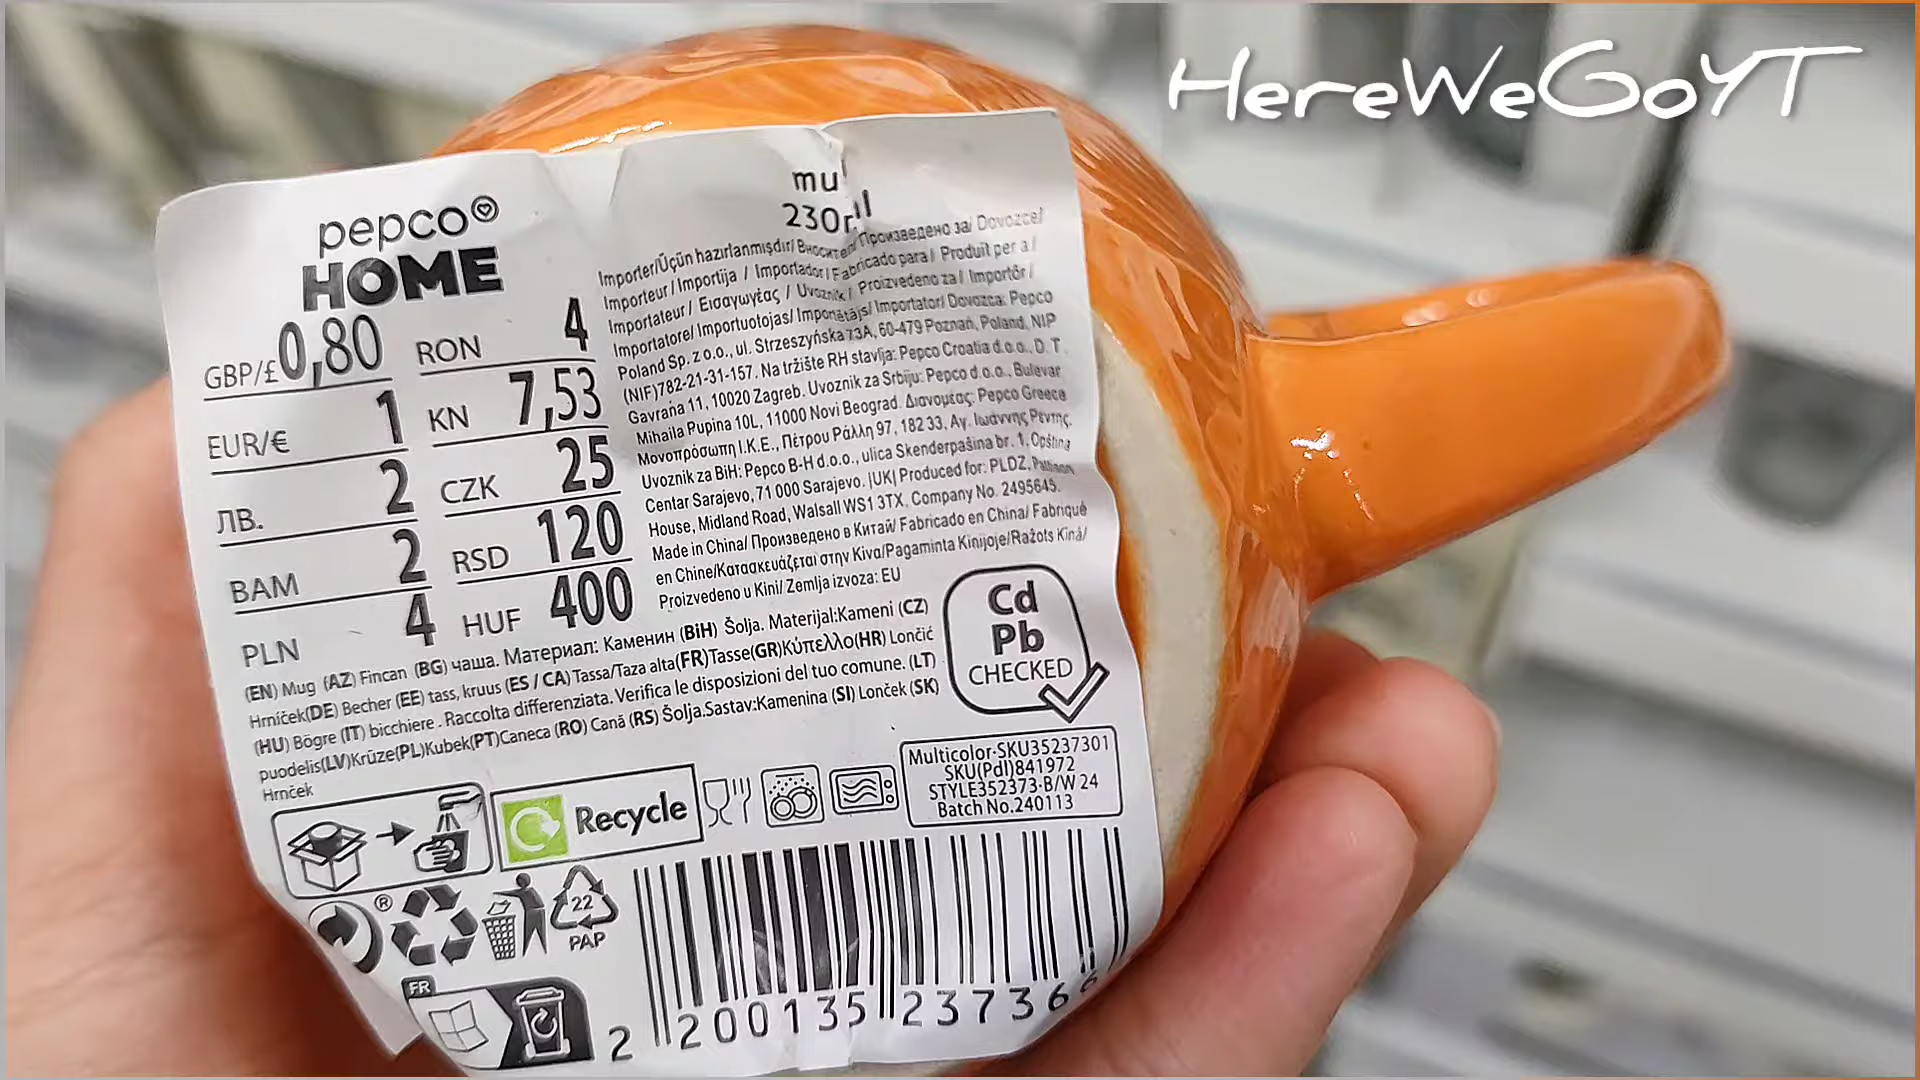 HereWeGoYT
pepco
HOME
GBP/£ 0,80
EUR/€ 1
ЛВ. 2
BAM 2
PLN 4
RON 4
KN 7,53
CZK 25
RSD 120
HUF 400
230
Importer/Üçün hazırlanmışdır/ Вносител/ Произведено за/ Dovozce/
Importeur / Importija / Importador / Fabricado para / Produit per a /
Importateur / Εισαγωγέας / Uvoznik / Proizvedeno za / Importőr /
Importatore/ Importuotojas/ Importētājs/ Importator/ Dovozca: Pepco
Poland Sp. z o.o., ul. Strzeszyńska 73A, 60-479 Poznań, Poland, NIP
(NIF)782-21-31-157. Na tržište RH stavlja: Pepco Croatia d.o.o., D. T.
Gavrana 11, 10020 Zagreb. Uvoznik za Srbiju: Pepco d.o.o., Bulevar
Mihaila Pupina 10L, 11000 Novi Beograd. Διανομέας: Pepco Greece
Μονοπρόσωπη Ι.Κ.Ε., Πέτρου Ράλλη 97, 182 33, Αγ. Ιωάννης Ρέντης.
Uvoznik za BiH: Pepco B-H d.o.o., ulica Skenderpašina br. 1, Opština
Centar Sarajevo, 71 000 Sarajevo. |UK| Produced for: PLDZ, Pattison
House, Midland Road, Walsall WS1 3TX, Company No. 2495645.
Made in China/ Произведено в Китай/ Fabricado en China/ Fabriqué
en Chine/Κατασκευάζεται στην Κίνα/Pagaminta Kinijoje/Ražots Ķīnā/
Proizvedeno u Kini/ Zemlja izvoza: EU
(EN) Mug (AZ) Fincan (BG) чаша. Материал: Каменин (BiH) Šolja. Materijal:Kameni (CZ)
Hrníček(DE) Becher (EE) tass, kruus (ES / CA) Tassa/Taza alta(FR)Tasse(GR)Κύπελλο(HR) Lončić
(HU) Bögre (IT) bicchiere . Raccolta differenziata. Verifica le disposizioni del tuo comune. (LT)
puodelis(LV)Krūze(PL)Kubek(PT)Caneca (RO) Cană (RS) Šolja.Sastav:Kamenina (SI) Lonček (SK)
Hrnček
Cd
Pb
CHECKED
Recycle
Multicolor-SKU35237301
SKU(Pdl)841972
STYLE352373-B/W 24
Batch No.240113
®
22
PAP
FR
2 200135 237366